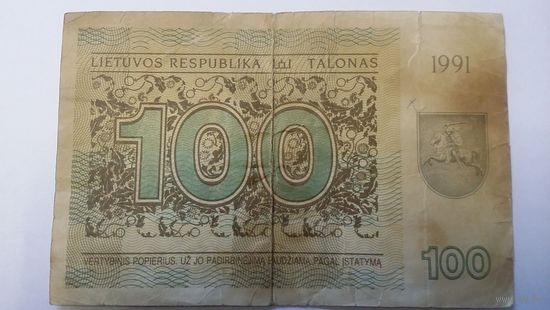 LIETUVOS RESPUBLIKA TALONAS
1991
100
VERTYBINIS POPIERIUS. UŽ JO PADIRBINĖJIMĄ BAUDŽIAMA PAGAL ĮSTATYMĄ
100